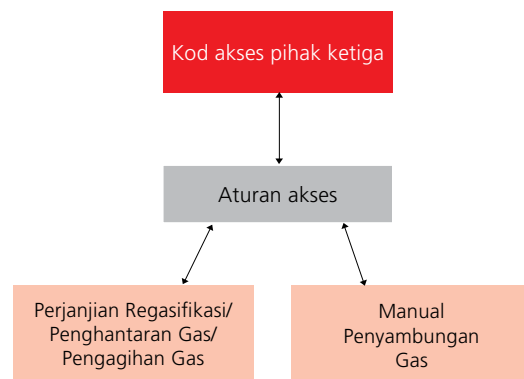 Kod akses pihak ketiga
Aturan akses
Perjanjian Regasifikasi/
Penghantaran Gas/
Pengagihan Gas
Manual
Penyambungan
Gas